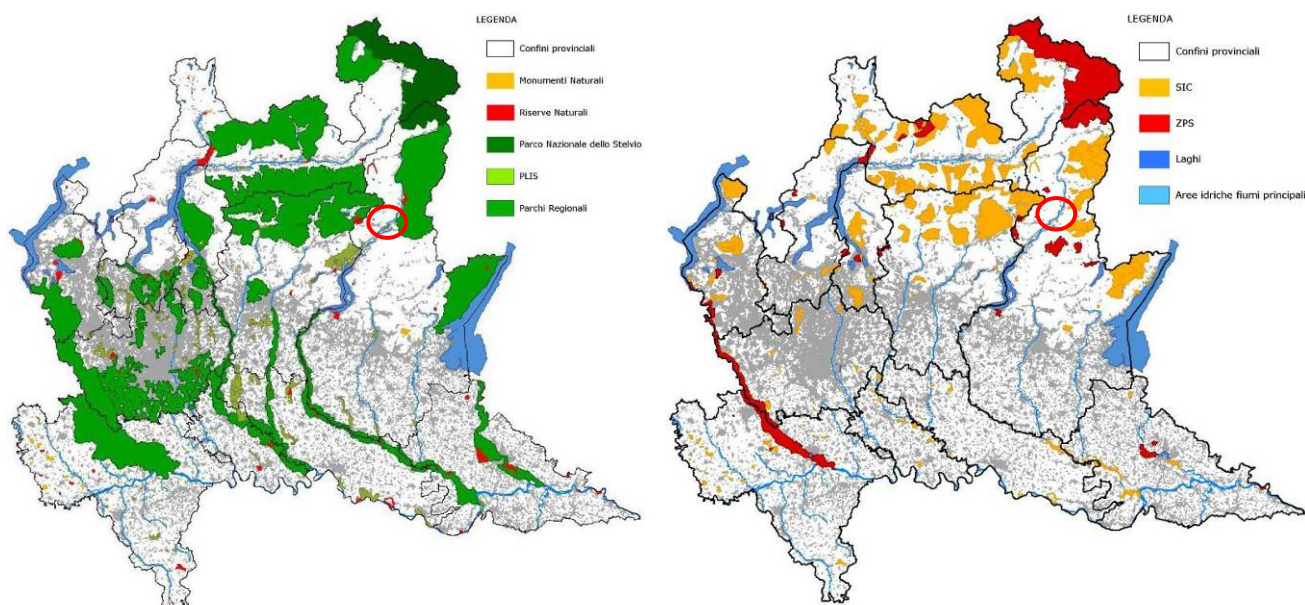 LEGENDA
Confini provinciali
Monumenti Naturali
Riserve Naturali
Parco Nazionale dello Stelvio
PLIS
Parchi Regionali
LEGENDA
Confini provinciali
SIC
ZPS
Laghi
Aree idriche fiumi principali